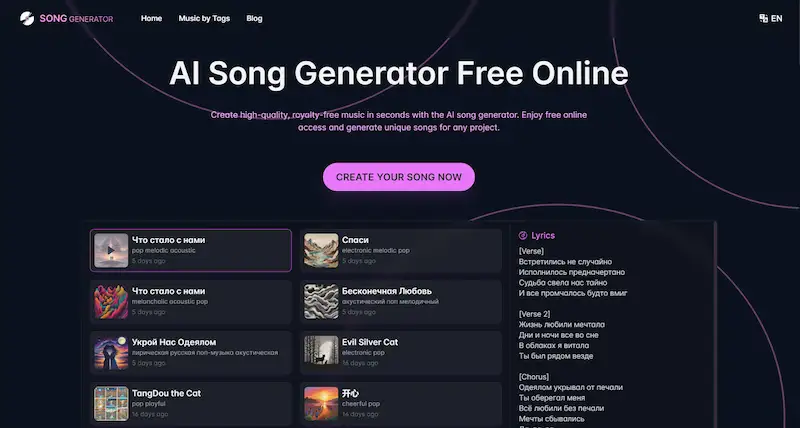 SONG GENERATOR
Home
Music by Tags
Blog
EN
AI Song Generator Free Online
Create high-quality, royalty-free music in seconds with the AI song generator. Enjoy free online
access and generate unique songs for any project.
CREATE YOUR SONG NOW
Что стало с нами
pop melodic acoustic
5 days ago
Спаси
electronic melodic pop
5 days ago
Что стало с нами
melancholic acoustic pop
5 days ago
Бесконечная Любовь
акустический поп мелодичный
5 days ago
Укрой Нас Одеялом
лирическая русская поп-музыка акустическая
5 days ago
Evil Silver Cat
electronic pop
14 days ago
TangDou the Cat
pop playful
14 days ago
开心
cheerful pop
14 days ago
Lyrics
[Verse]
Встретились не случайно
Исполнилось предначертано
Судьба свела нас тайно
И все промчалось будто вмиг
[Verse 2]
Жизнь любили мечтала
Дни и ночи все во сне
В облаках я витала
Ты был рядом везде
[Chorus]
Одеялом укрывал от печали
Ты оберегал меня
Всё любили без печали
Мечты сбывались